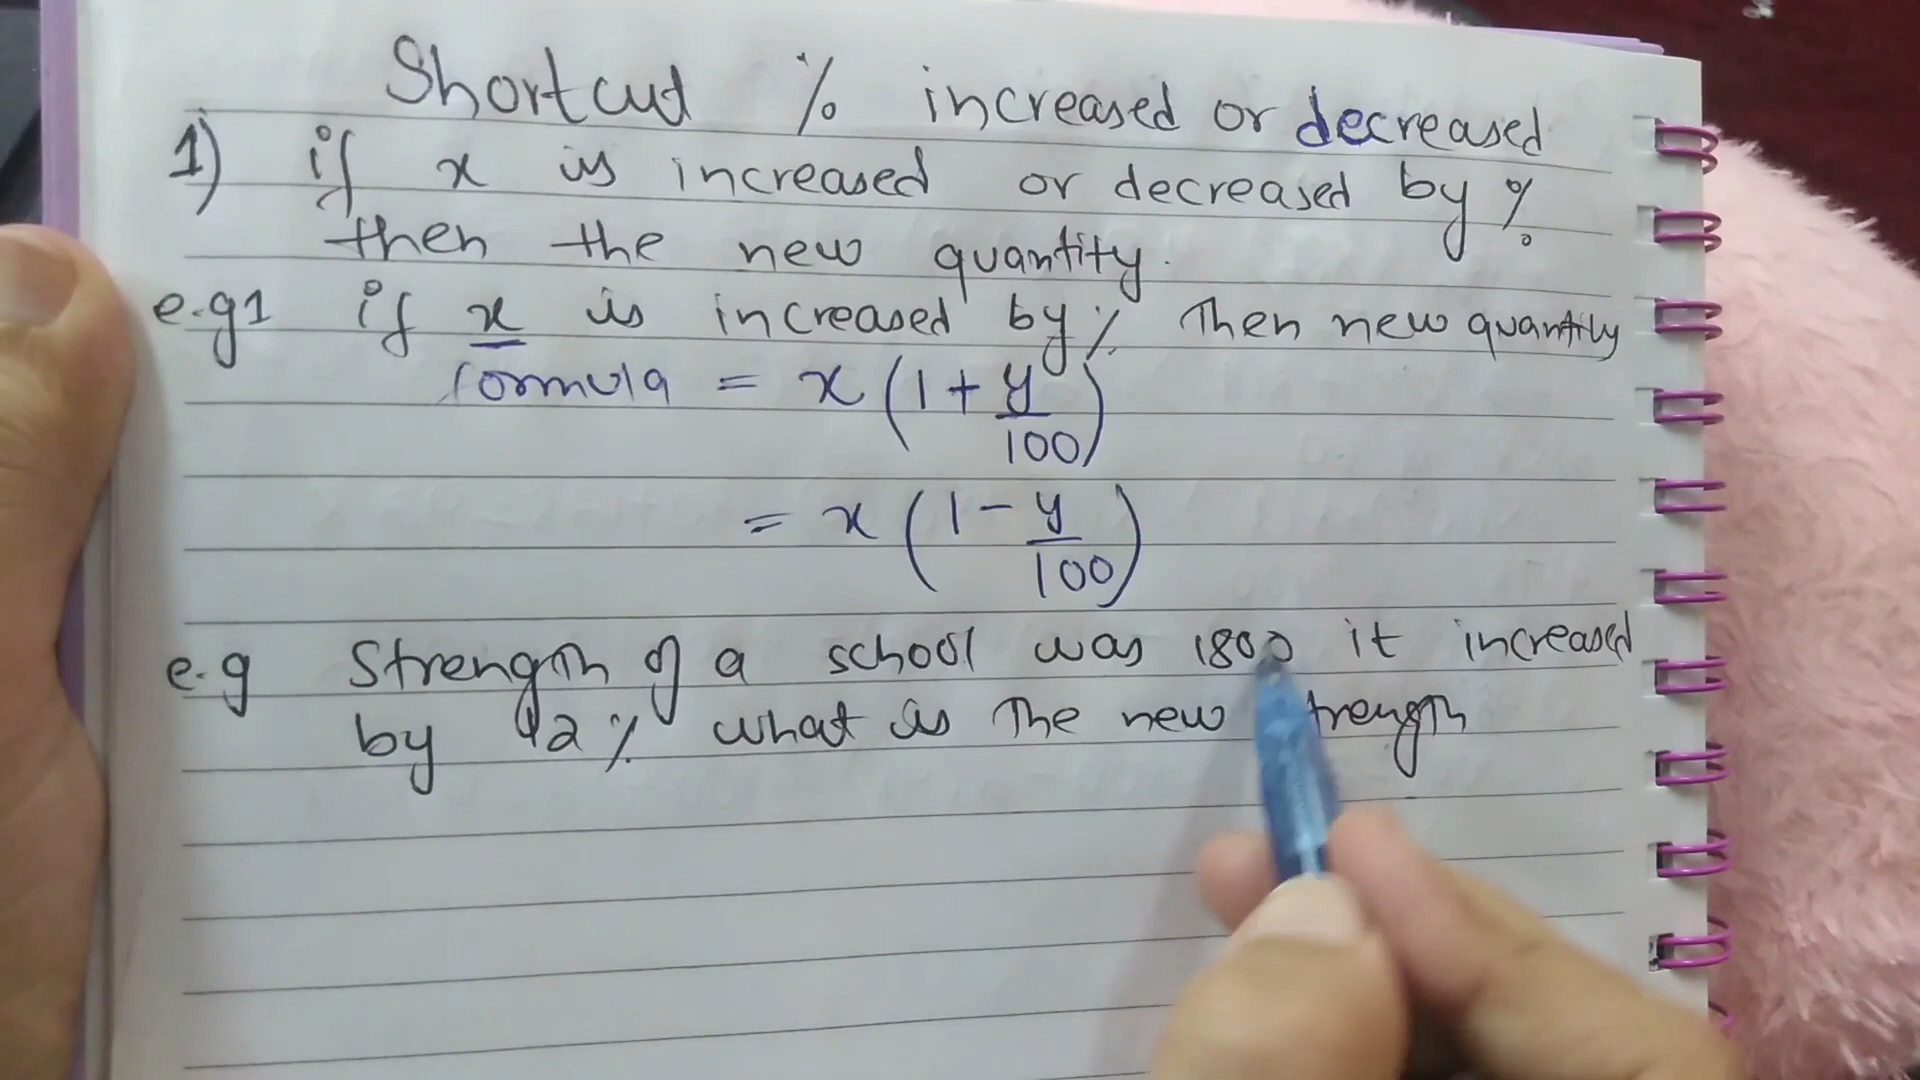 Shortcut % increased or decreased
1) if x is increased or decreased by %
then the new quantity.
e.g1 if x is increased by % Then new quantity
formula = x(1 + y/100)
= x(1 - y/100)
e.g Strength of a school was 1800 it increased
by 42% what is The new strength